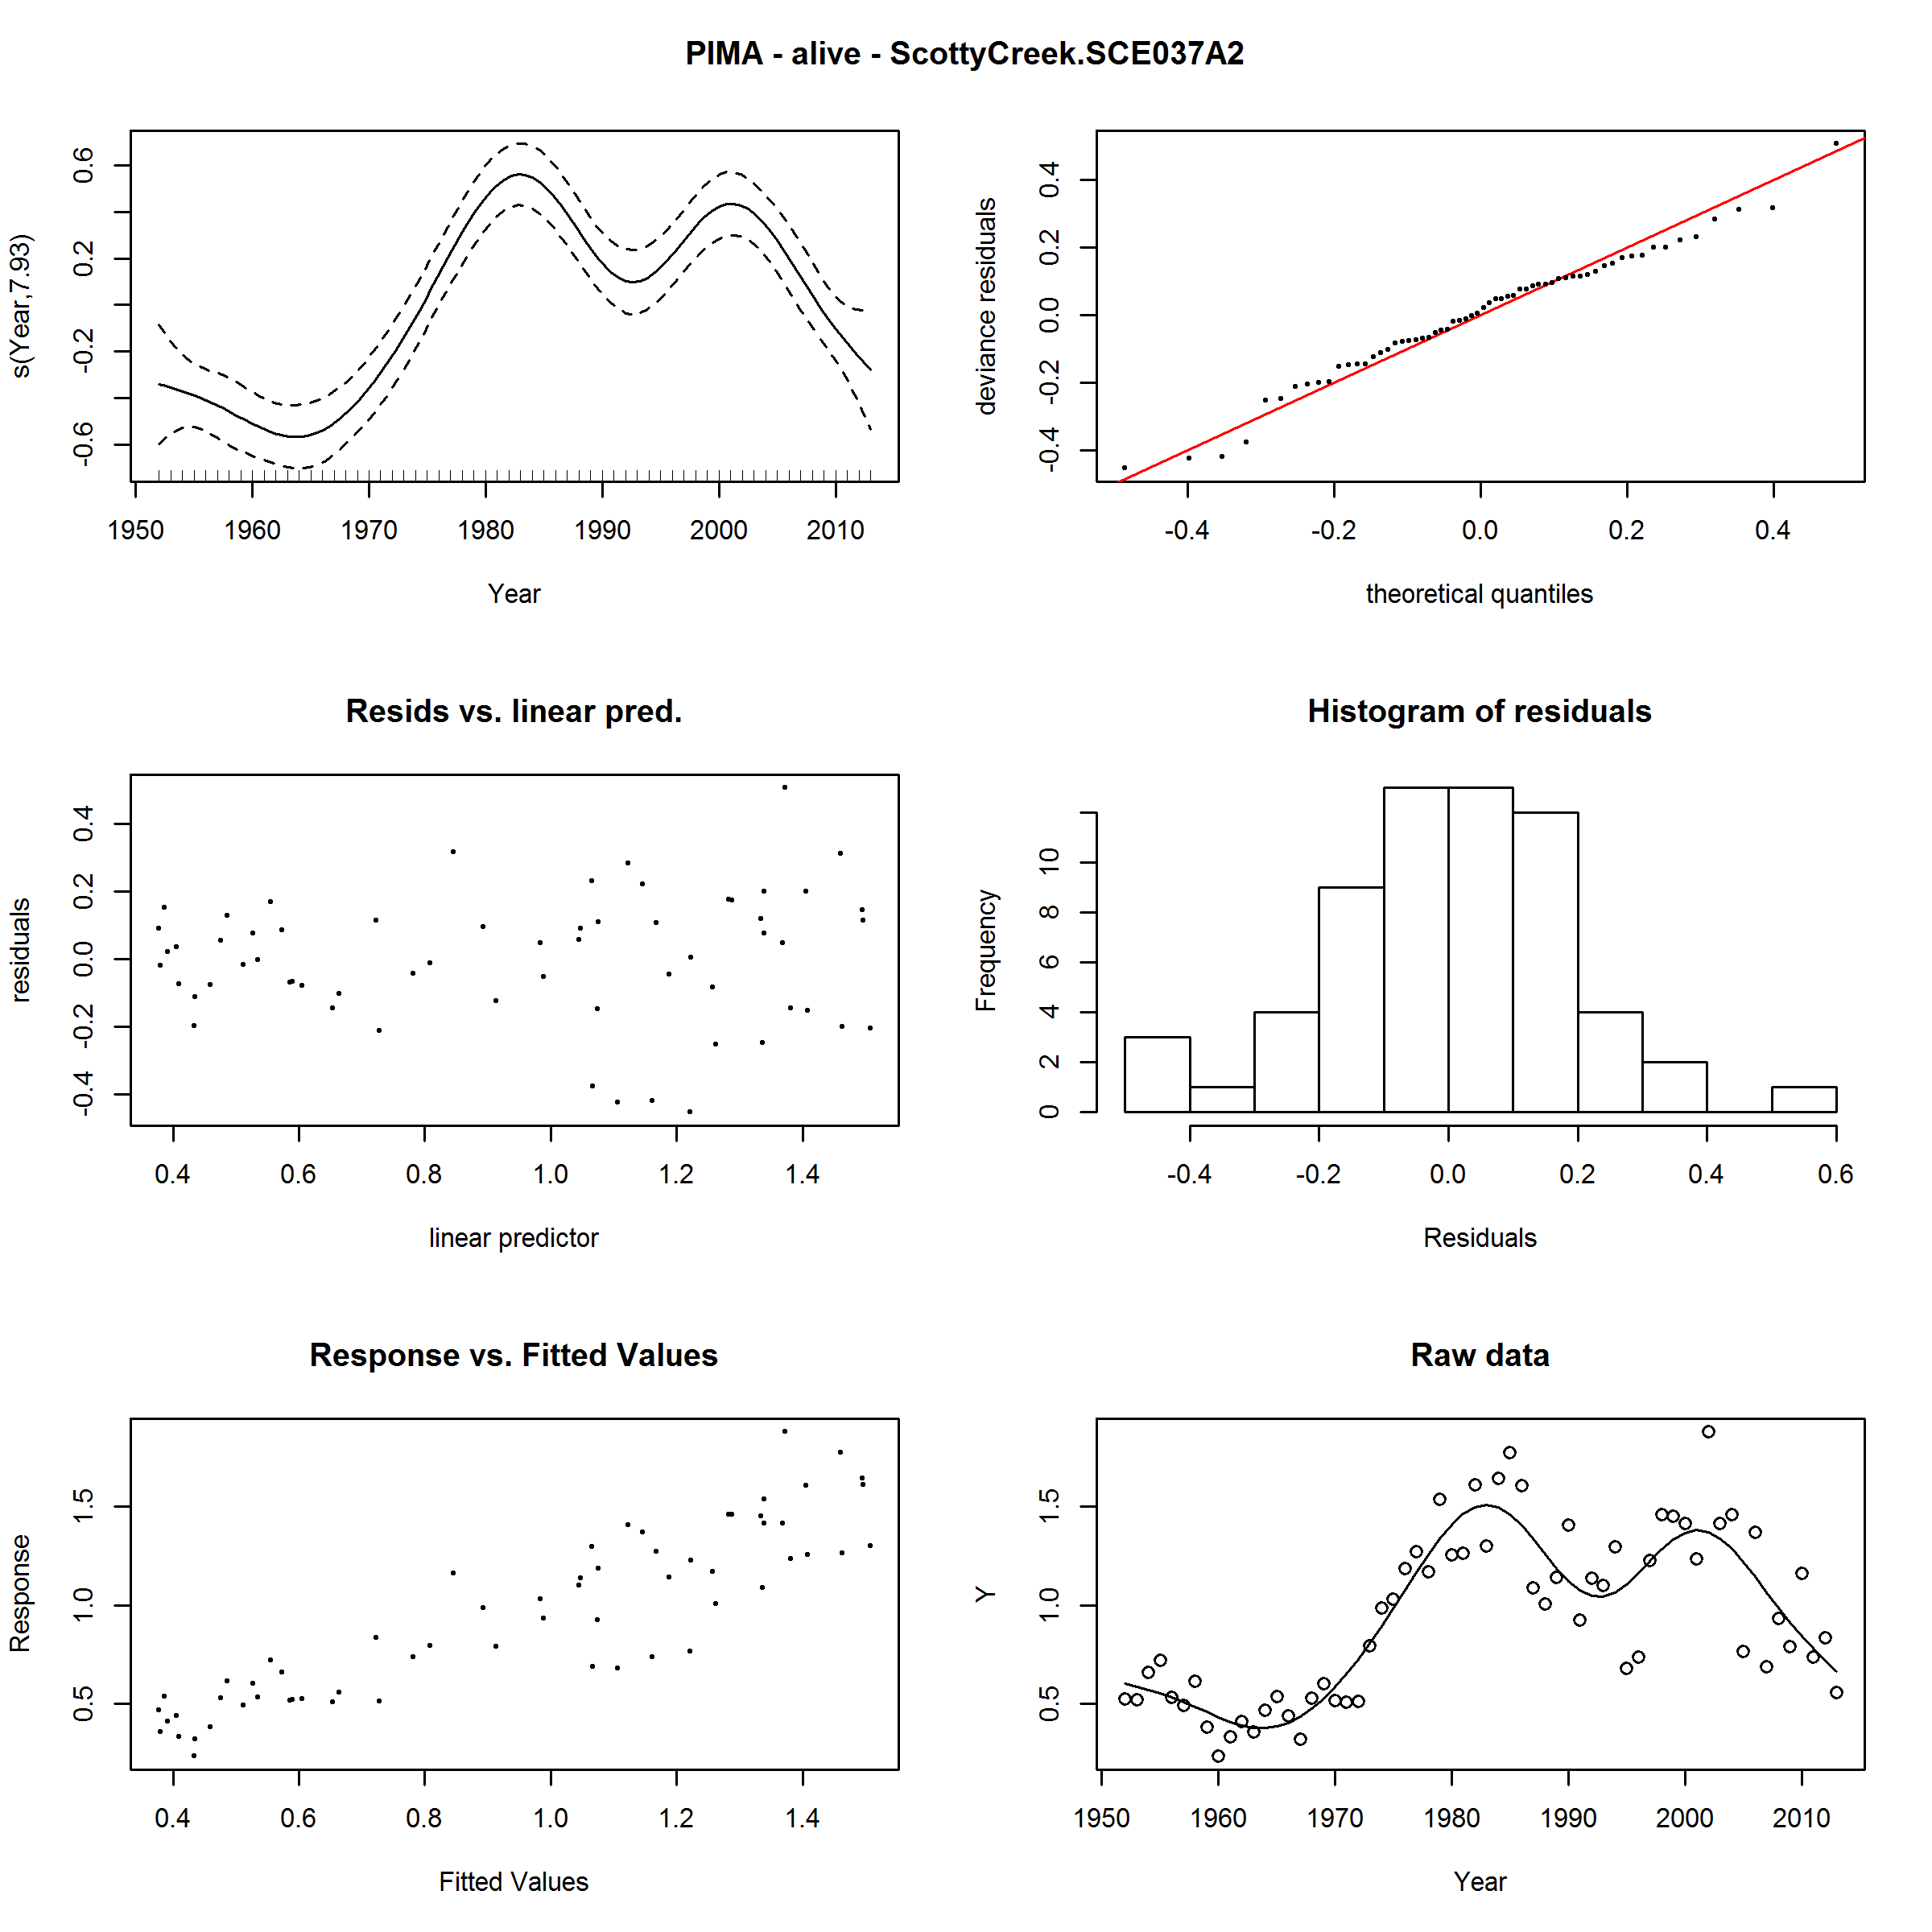 PIMA - alive - ScottyCreek.SCE037A2
s(Year,7.93)
-0.6 -0.2 0.2 0.6
1950 1960 1970 1980 1990 2000 2010
Year
deviance residuals
-0.4 -0.2 0.0 0.2 0.4
-0.4 -0.2 0.0 0.2 0.4
theoretical quantiles
Resids vs. linear pred.
residuals
-0.4 -0.2 0.0 0.2 0.4
0.4 0.6 0.8 1.0 1.2 1.4
linear predictor
Histogram of residuals
Frequency
0 2 4 6 8 10
-0.4 -0.2 0.0 0.2 0.4 0.6
Residuals
Response vs. Fitted Values
Response
0.5 1.0 1.5
0.4 0.6 0.8 1.0 1.2 1.4
Fitted Values
Raw data
Y
0.5 1.0 1.5
1950 1960 1970 1980 1990 2000 2010
Year